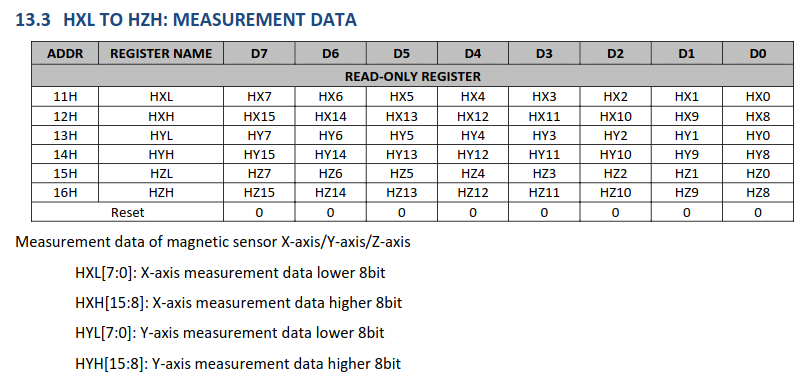 13.3 HXL TO HZH: MEASUREMENT DATA
ADDR REGISTER NAME D7 D6 D5 D4 D3 D2 D1 D0
READ-ONLY REGISTER
11H HXL HX7 HX6 HX5 HX4 HX3 HX2 HX1 HX0
12H HXH HX15 HX14 HX13 HX12 HX11 HX10 HX9 HX8
13H HYL HY7 HY6 HY5 HY4 HY3 HY2 HY1 HY0
14H HYH HY15 HY14 HY13 HY12 HY11 HY10 HY9 HY8
15H HZL HZ7 HZ6 HZ5 HZ4 HZ3 HZ2 HZ1 HZ0
16H HZH HZ15 HZ14 HZ13 HZ12 HZ11 HZ10 HZ9 HZ8
Reset 0 0 0 0 0 0 0 0
Measurement data of magnetic sensor X-axis/Y-axis/Z-axis
HXL[7:0]: X-axis measurement data lower 8bit
HXH[15:8]: X-axis measurement data higher 8bit
HYL[7:0]: Y-axis measurement data lower 8bit
HYH[15:8]: Y-axis measurement data higher 8bit